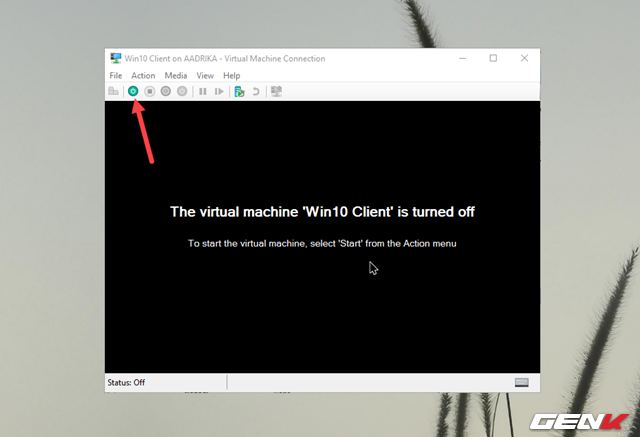 Win10 Client on AADRIKA - Virtual Machine Connection
File Action Media View Help
The virtual machine 'Win10 Client' is turned off
To start the virtual machine, select 'Start' from the Action menu
Status: Off
GENK